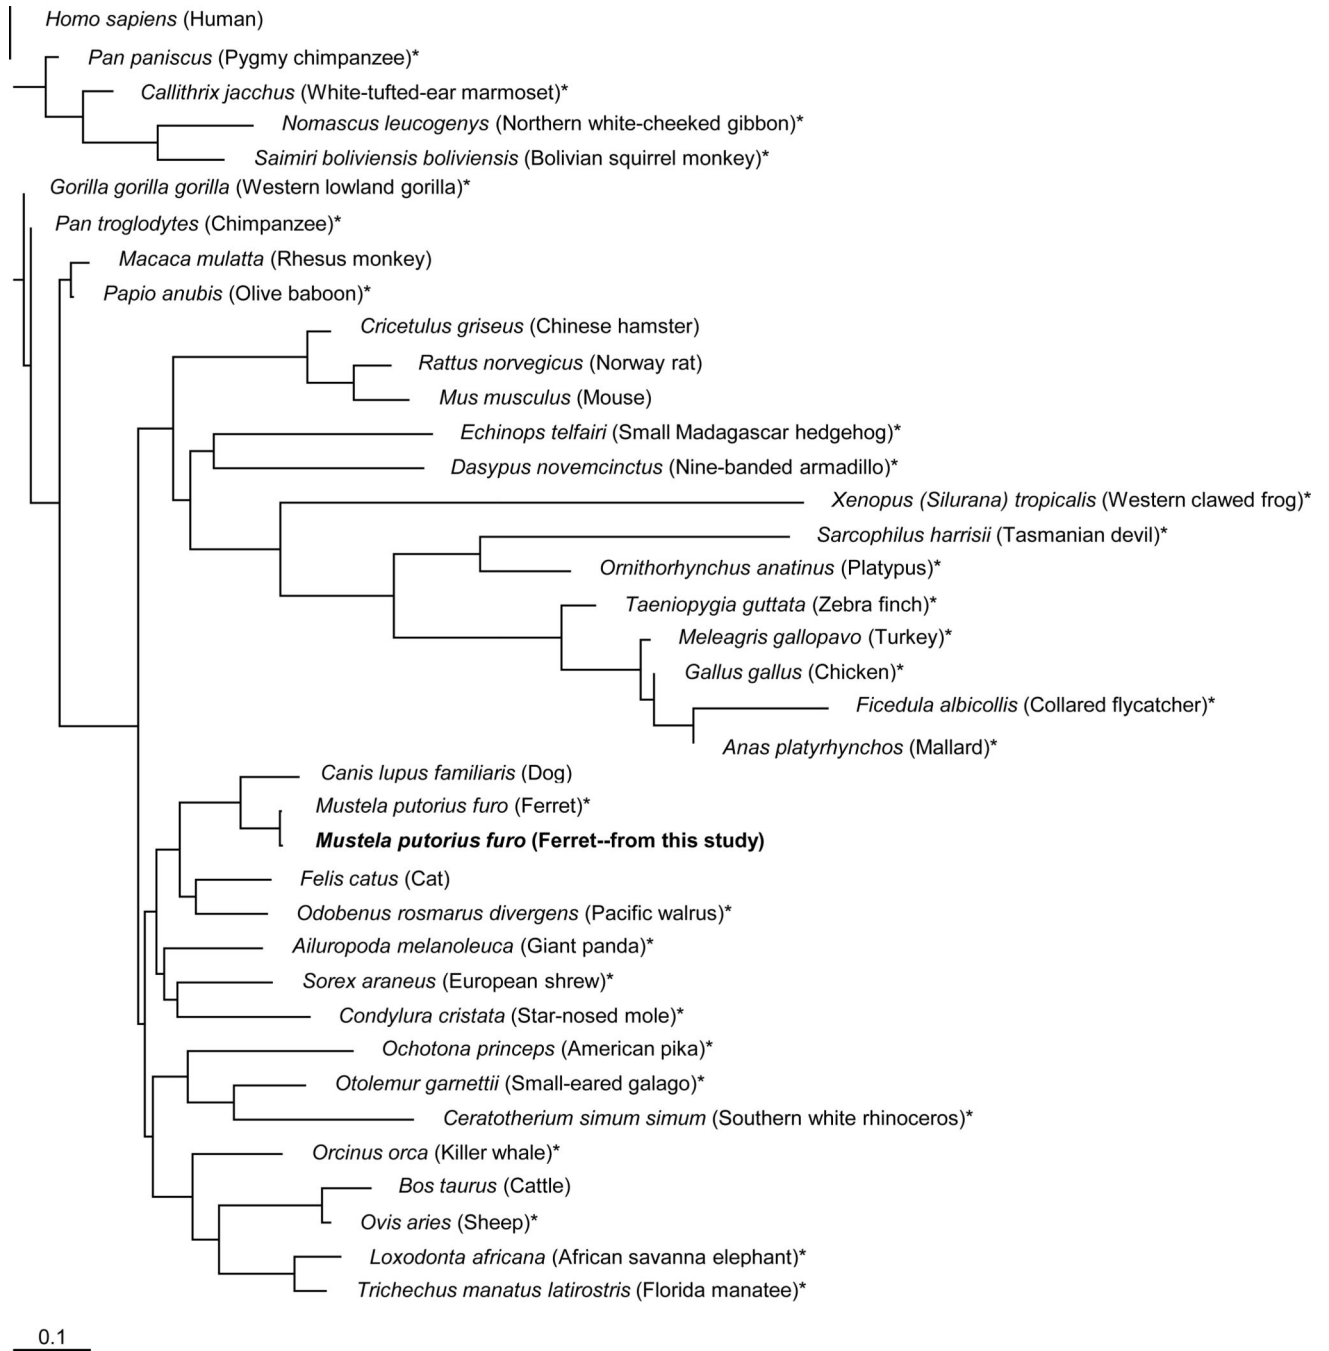 Homo sapiens (Human)
Pan paniscus (Pygmy chimpanzee)*
Callithrix jacchus (White-tufted-ear marmoset)*
Nomascus leucogenys (Northern white-cheeked gibbon)*
Saimiri boliviensis boliviensis (Bolivian squirrel monkey)*
Gorilla gorilla gorilla (Western lowland gorilla)*
Pan troglodytes (Chimpanzee)*
Macaca mulatta (Rhesus monkey)
Papio anubis (Olive baboon)*
Cricetulus griseus (Chinese hamster)
Rattus norvegicus (Norway rat)
Mus musculus (Mouse)
Echinops telfairi (Small Madagascar hedgehog)*
Dasypus novemcinctus (Nine-banded armadillo)*
Xenopus (Silurana) tropicalis (Western clawed frog)*
Sarcophilus harrisii (Tasmanian devil)*
Ornithorhynchus anatinus (Platypus)*
Taeniopygia guttata (Zebra finch)*
Meleagris gallopavo (Turkey)*
Gallus gallus (Chicken)*
Ficedula albicollis (Collared flycatcher)*
Anas platyrhynchos (Mallard)*
Canis lupus familiaris (Dog)
Mustela putorius furo (Ferret)*
Mustela putorius furo (Ferret--from this study)
Felis catus (Cat)
Odobenus rosmarus divergens (Pacific walrus)*
Ailuropoda melanoleuca (Giant panda)*
Sorex araneus (European shrew)*
Condylura cristata (Star-nosed mole)*
Ochotona princeps (American pika)*
Otolemur garnettii (Small-eared galago)*
Ceratotherium simum simum (Southern white rhinoceros)*
Orcinus orca (Killer whale)*
Bos taurus (Cattle)
Ovis aries (Sheep)*
Loxodonta africana (African savanna elephant)*
Trichechus manatus latirostris (Florida manatee)*
0.1